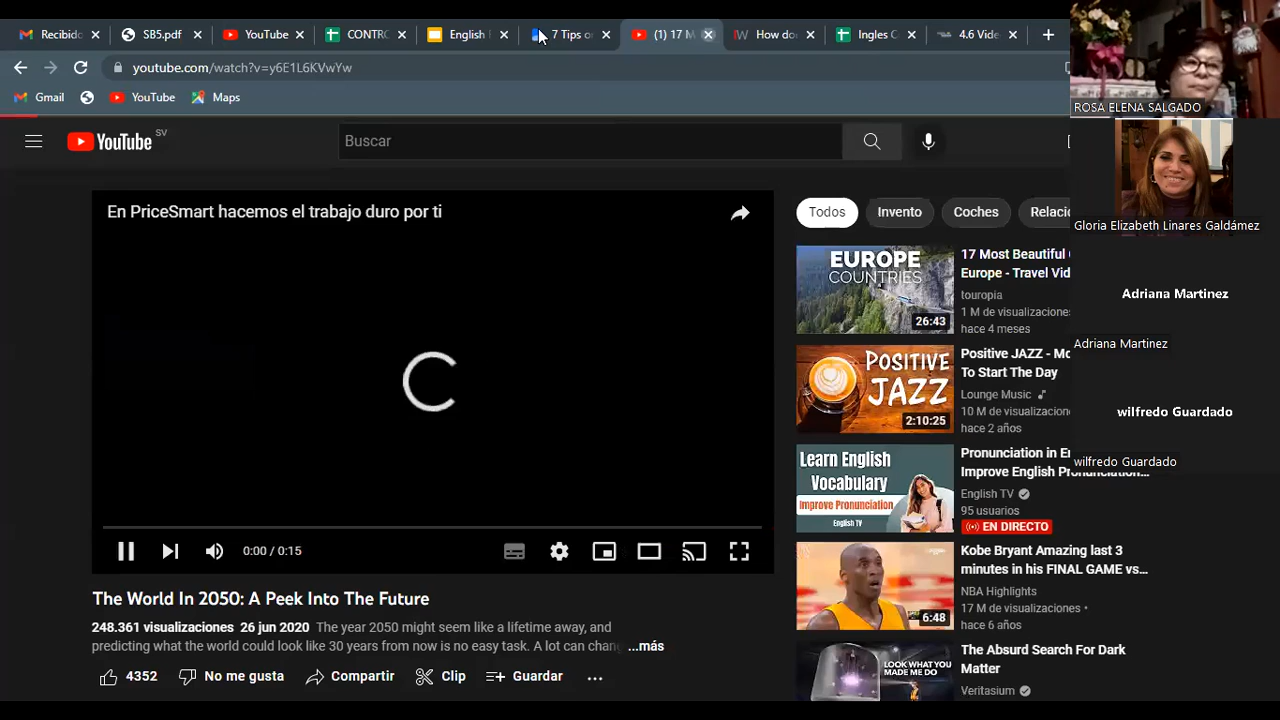 Recibido
SB5.pdf
YouTube
CONTRO
English
7 Tips o
(1) 17 M
How do
Ingles C
4.6 Vide
youtube.com/watch?v=y6E1L6KVwYw
Gmail
YouTube
Maps
YouTube SV
Buscar
En PriceSmart hacemos el trabajo duro por ti
0:00 / 0:15
The World In 2050: A Peek Into The Future
248.361 visualizaciones 26 jun 2020 The year 2050 might seem like a lifetime away, and
predicting what the world could look like 30 years from now is no easy task. A lot can chang ...más
4352
No me gusta
Compartir
Clip
Guardar
Todos
Invento
Coches
Relacio
EUROPE
COUNTRIES
26:43
17 Most Beautiful
Europe - Travel Vid
touropia
1 M de visualizaciones
hace 4 meses
POSITIVE
JAZZ
2:10:25
Positive JAZZ - Mo
To Start The Day
Lounge Music
10 M de visualizacion
hace 2 años
Learn English
Vocabulary
Improve Pronunciation
English TV
Pronunciation in En
Improve English Pronunciation...
English TV
95 usuarios
EN DIRECTO
6:48
Kobe Bryant Amazing last 3
minutes in his FINAL GAME vs...
NBA Highlights
17 M de visualizaciones •
hace 6 años
LOOK WHAT YOU
MADE ME DO
The Absurd Search For Dark
Matter
Veritasium
ROSA ELENA SALGADO
Gloria Elizabeth Linares Galdámez
Adriana Martinez
Adriana Martinez
wilfredo Guardado
wilfredo Guardado